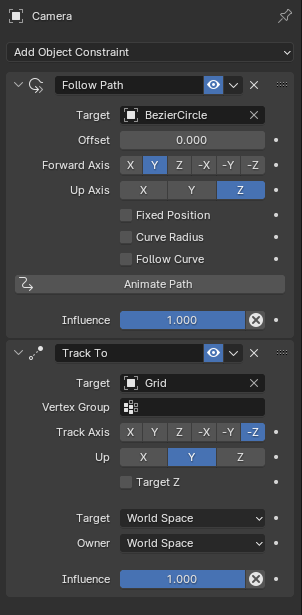 Camera
Add Object Constraint
Follow Path
Target BezierCircle
Offset 0.000
Forward Axis X Y Z -X -Y -Z
Up Axis X Y Z
Fixed Position
Curve Radius
Follow Curve
Animate Path
Influence 1.000
Track To
Target Grid
Vertex Group
Track Axis X Y Z -X -Y -Z
Up X Y Z
Target Z
Target World Space
Owner World Space
Influence 1.000